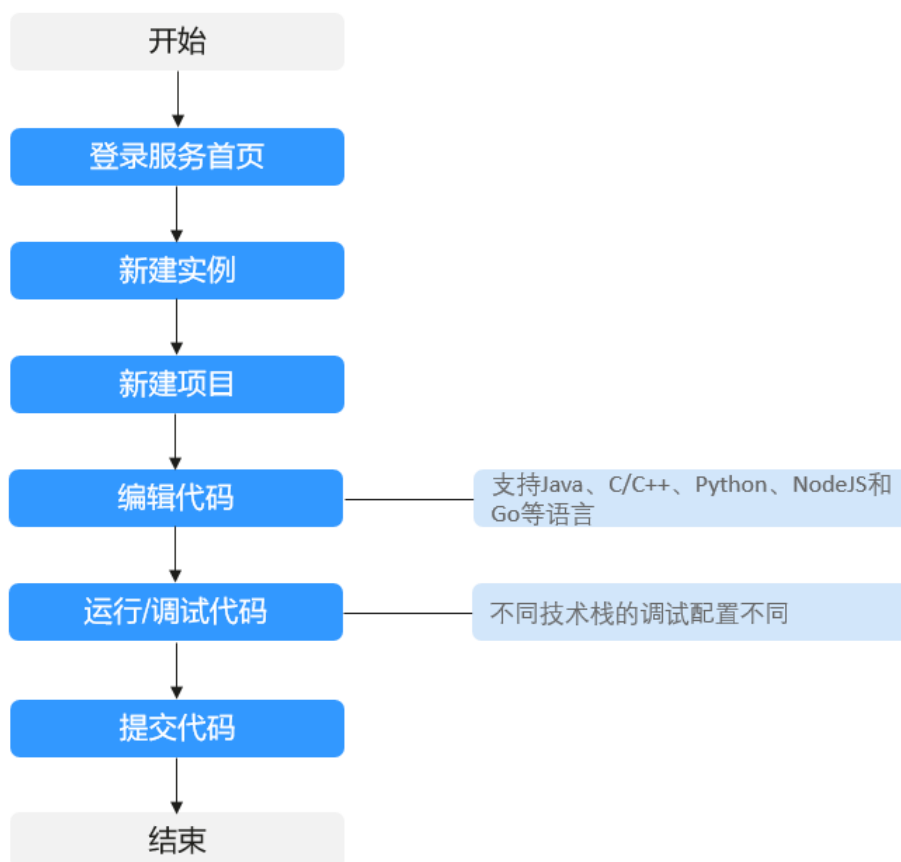 开始
登录服务首页
新建实例
新建项目
编辑代码
支持Java、C/C++、Python、NodeJS和
Go等语言
运行/调试代码
不同技术栈的调试配置不同
提交代码
结束